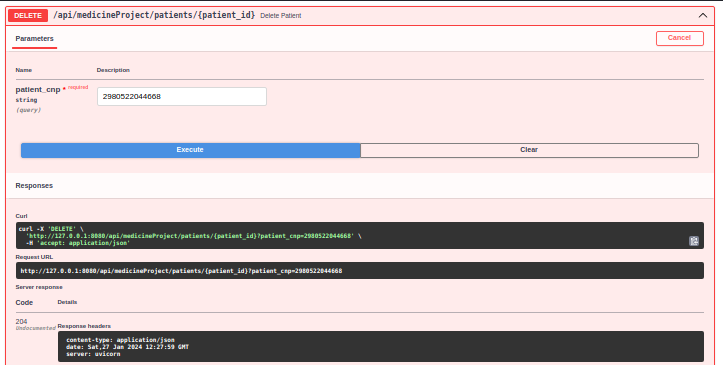 DELETE /api/medicineProject/patients/{patient_id} Delete Patient
Parameters
Cancel
Name Description
patient_cnp * required
string
(query)
2980522044668
Execute Clear
Responses
Curl
curl -X 'DELETE' \
'http://127.0.0.1:8080/api/medicineProject/patients/{patient_id}?patient_cnp=2980522044668' \
-H 'accept: application/json'
Request URL
http://127.0.0.1:8080/api/medicineProject/patients/{patient_id}?patient_cnp=2980522044668
Server response
Code Details
204
Undocumented
Response headers
content-type: application/json
date: Sat,27 Jan 2024 12:27:59 GMT
server: uvicorn